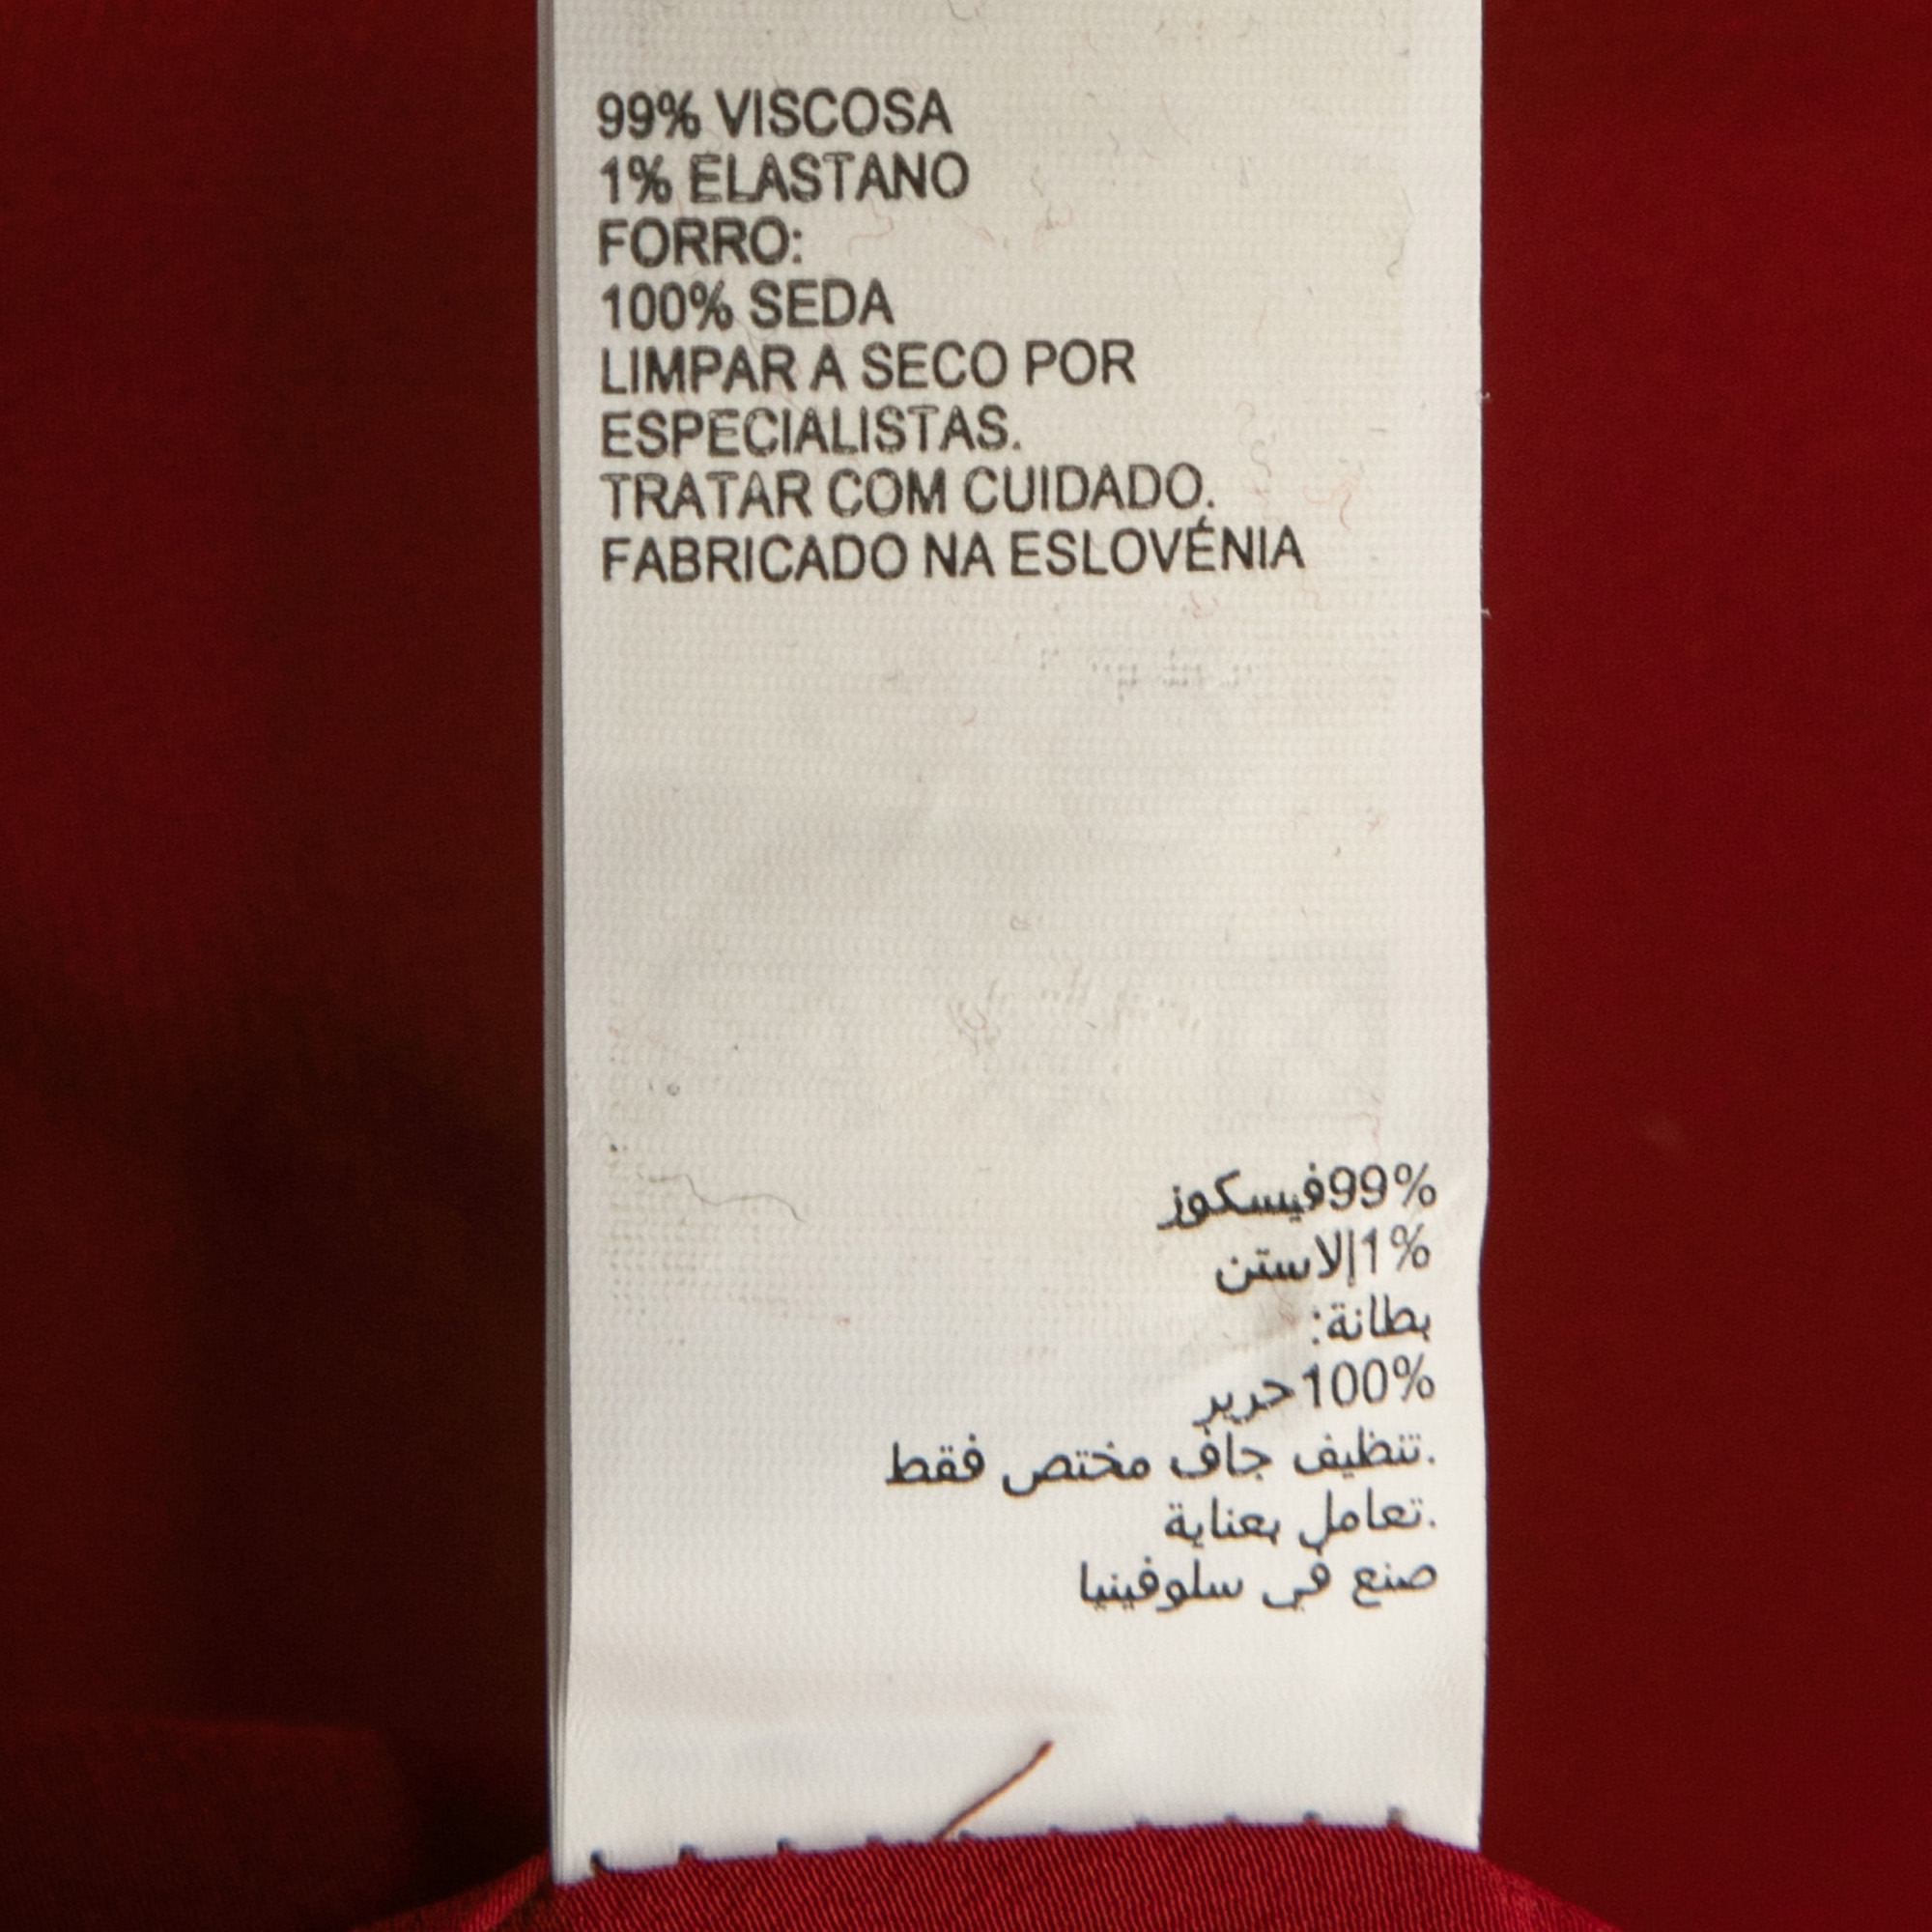 99% VISCOSA
1% ELASTANO
FORRO:
100% SEDA
LIMPAR A SECO POR
ESPECIALISTAS.
TRATAR COM CUIDADO.
FABRICADO NA ESLOVÉNIA
99%فيسكوز
1%إلاستن
بطانة:
100%حرير
.تنظيف جاف مختص فقط
.تعامل بعناية
صنع في سلوفينيا